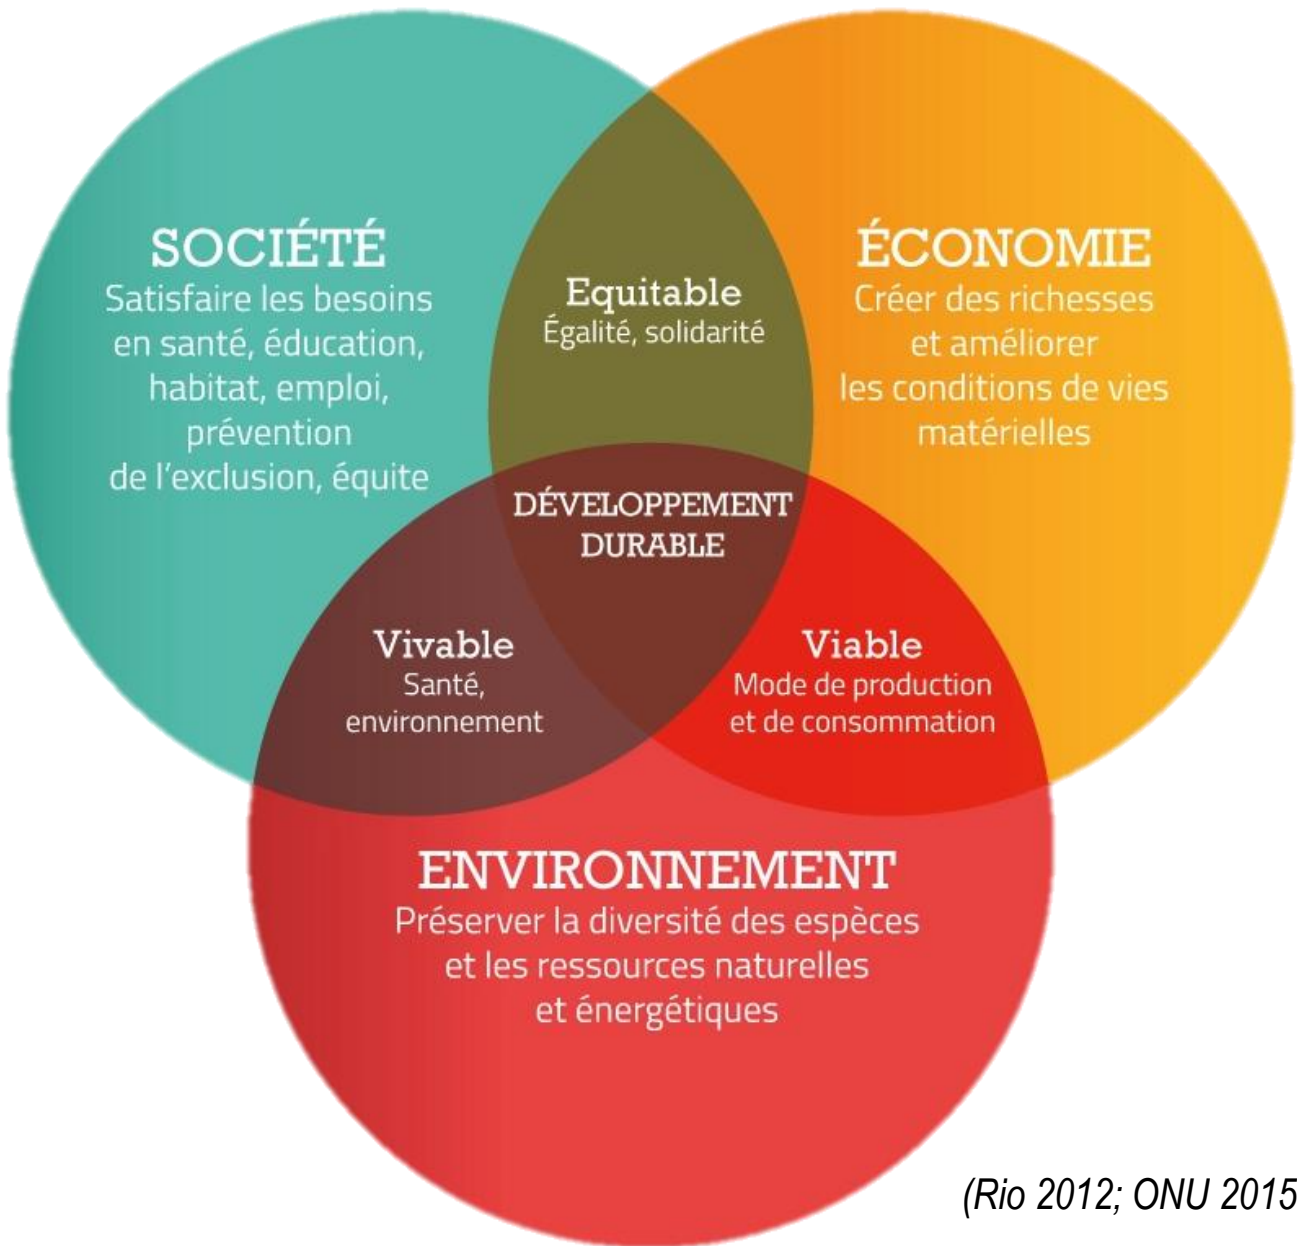 SOCIÉTÉ
Satisfaire les besoins
en santé, éducation,
habitat, emploi,
prévention
de l'exclusion, équite
Equitable
Égalité, solidarité
ÉCONOMIE
Créer des richesses
et améliorer
les conditions de vies
matérielles
DÉVELOPPEMENT
DURABLE
Vivable
Santé,
environnement
Viable
Mode de production
et de consommation
ENVIRONNEMENT
Préserver la diversité des espèces
et les ressources naturelles
et énergétiques
(Rio 2012; ONU 2015